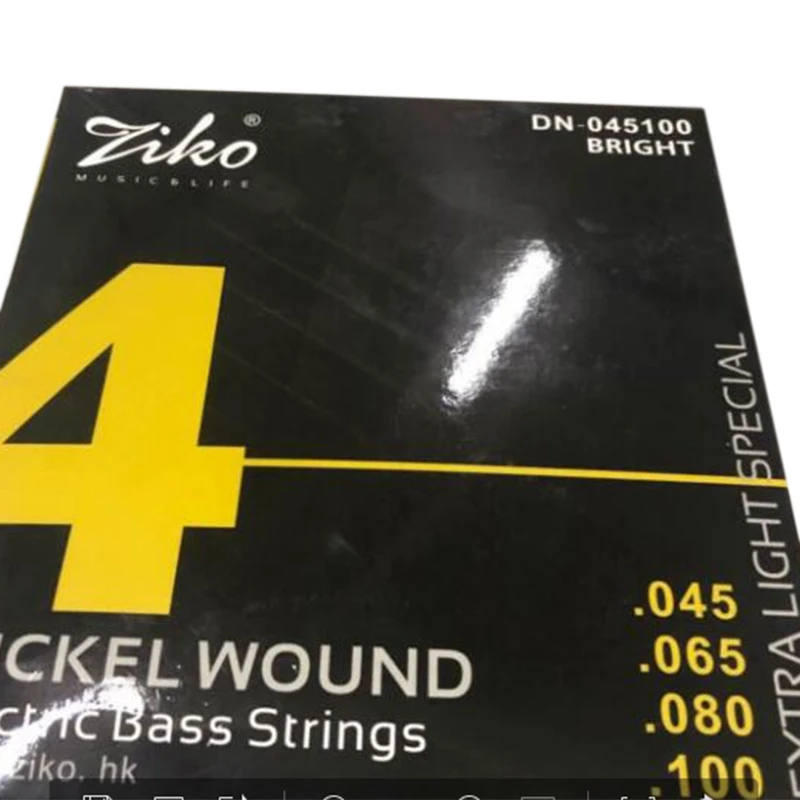 Ziko®
MUSIC & LIFE
DN-045100
BRIGHT
4
ICKEL WOUND
ctric Bass Strings
ziko. hk
.045
.065
.080
.100
EXTRA LIGHT SPECIAL